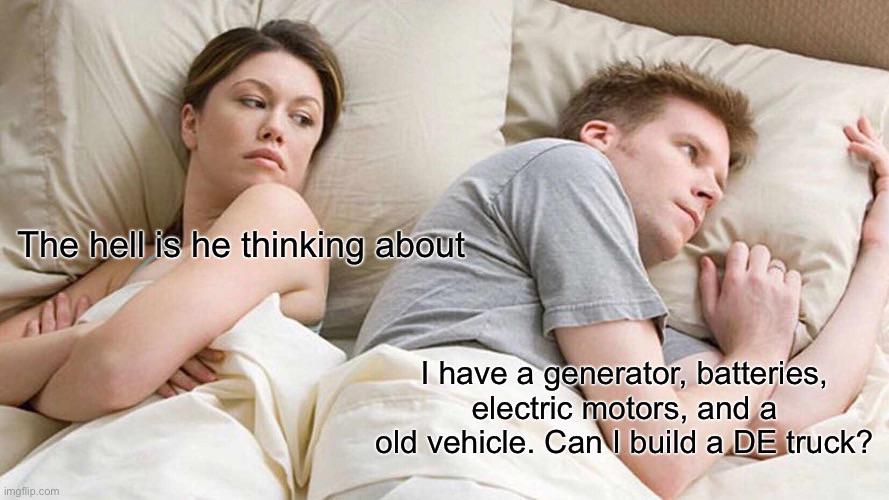 The hell is he thinking about
I have a generator, batteries,
electric motors, and a
old vehicle. Can I build a DE truck?
imgflip.com